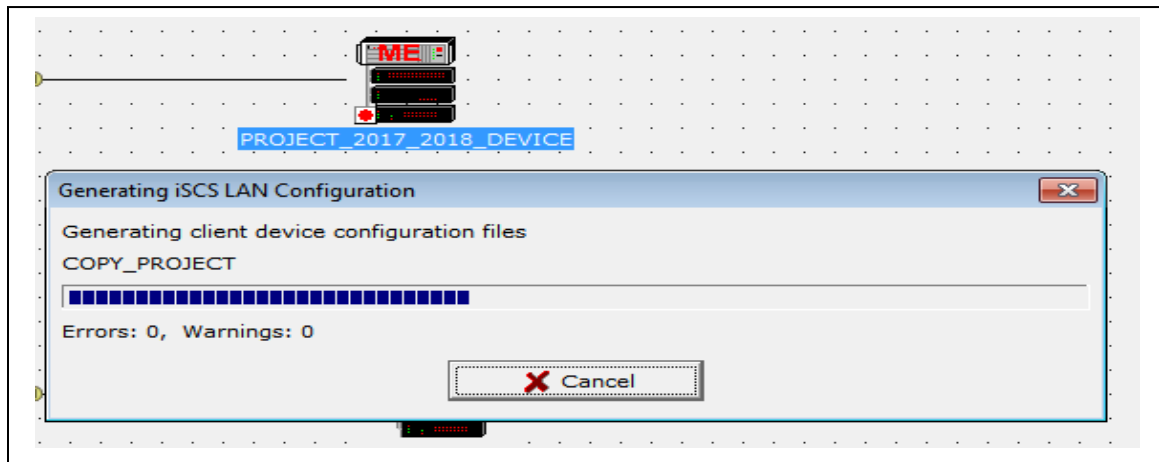 ME
PROJECT_2017_2018_DEVICE
Generating iSCS LAN Configuration
Generating client device configuration files
COPY_PROJECT
Errors: 0, Warnings: 0
Cancel